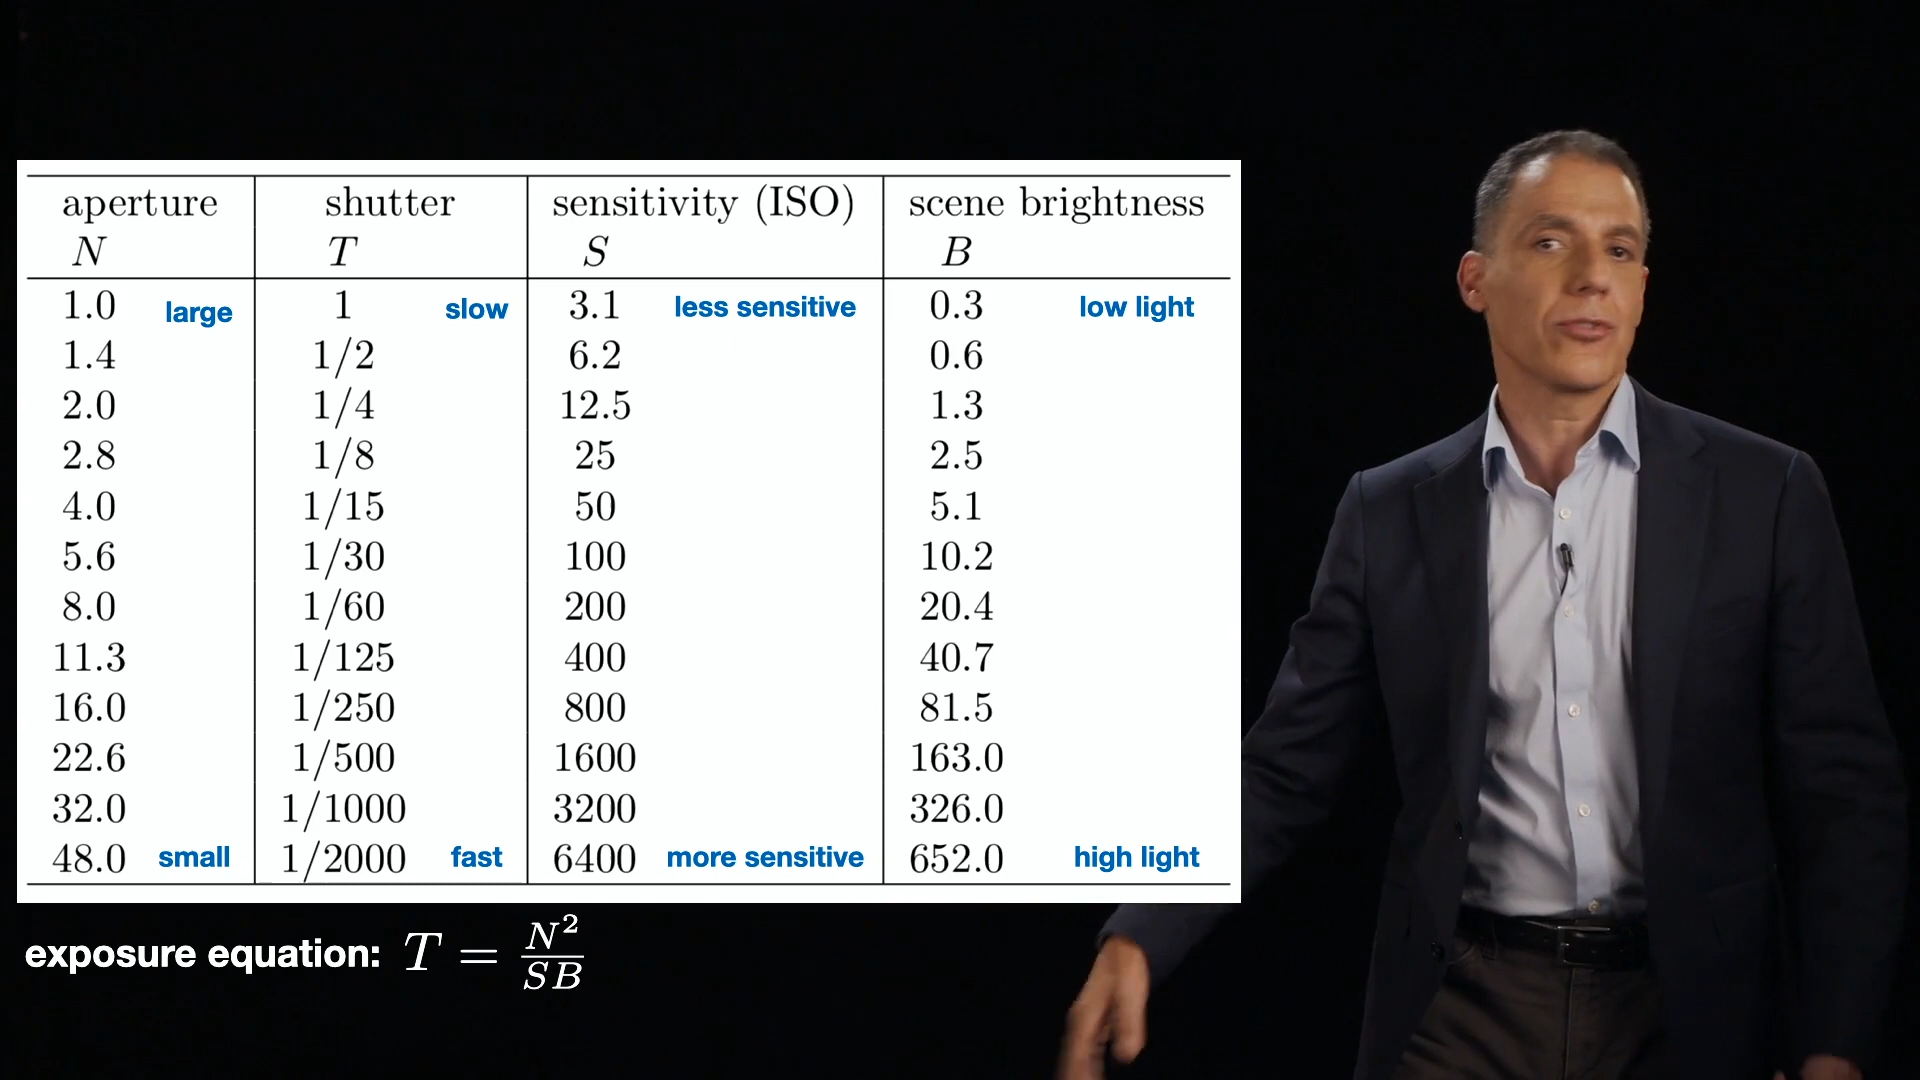 aperture shutter sensitivity (ISO) scene brightness
N T S B
1.0 large 1 slow 3.1 less sensitive 0.3 low light
1.4 1/2 6.2 0.6
2.0 1/4 12.5 1.3
2.8 1/8 25 2.5
4.0 1/15 50 5.1
5.6 1/30 100 10.2
8.0 1/60 200 20.4
11.3 1/125 400 40.7
16.0 1/250 800 81.5
22.6 1/500 1600 163.0
32.0 1/1000 3200 326.0
48.0 small 1/2000 fast 6400 more sensitive 652.0 high light
exposure equation: T = N²/SB